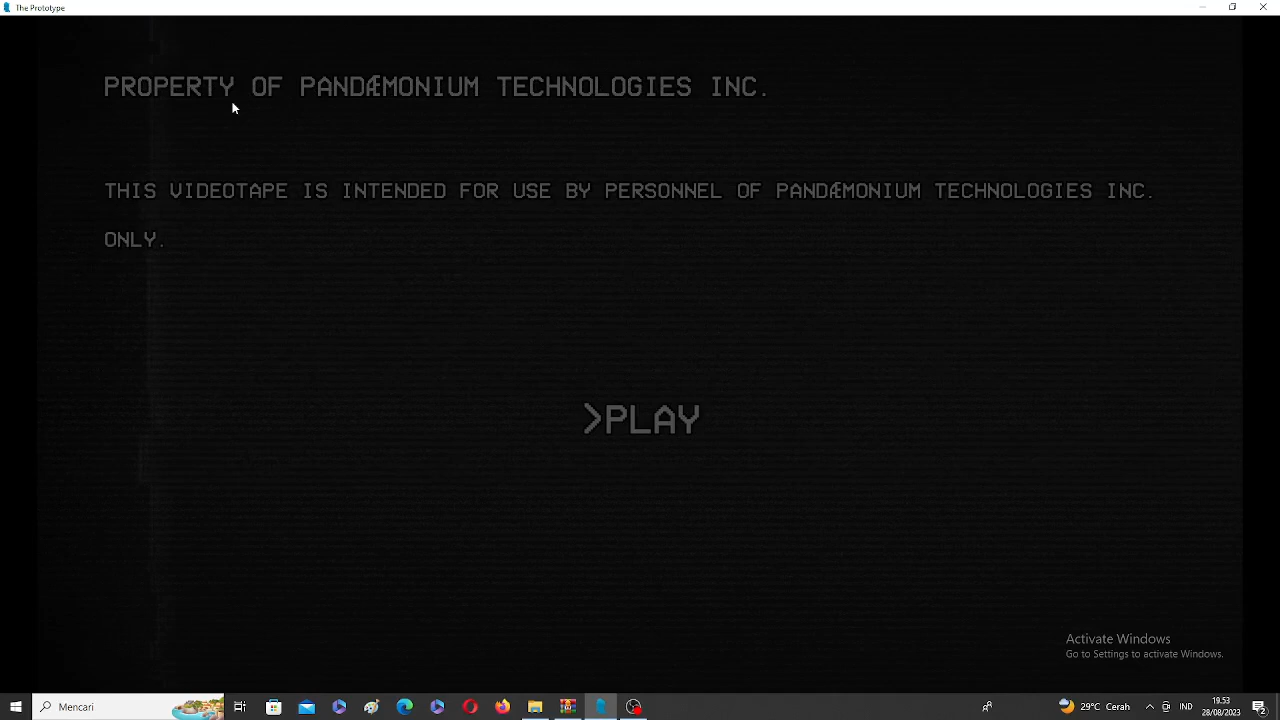 The Prototype
PROPERTY OF PANDÆMONIUM TECHNOLOGIES INC.
THIS VIDEOTAPE IS INTENDED FOR USE BY PERSONNEL OF PANDÆMONIUM TECHNOLOGIES INC.
ONLY.
>PLAY
Activate Windows
Go to Settings to activate Windows.
Mencari
29°C Cerah
IND
19.53
28/08/2023